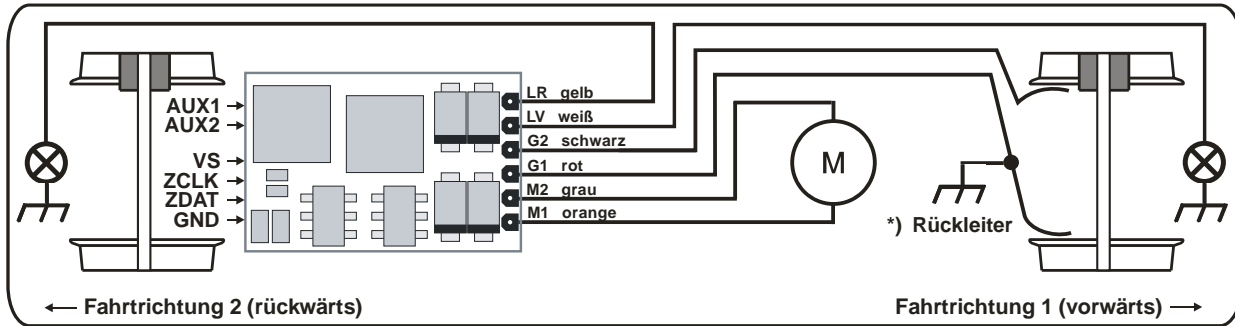 AUX1
AUX2
VS
ZCLK
ZDAT
GND
LR gelb
LV weiß
G2 schwarz
G1 rot
M2 grau
M1 orange
M
*) Rückleiter
← Fahrtrichtung 2 (rückwärts)
Fahrtrichtung 1 (vorwärts) →